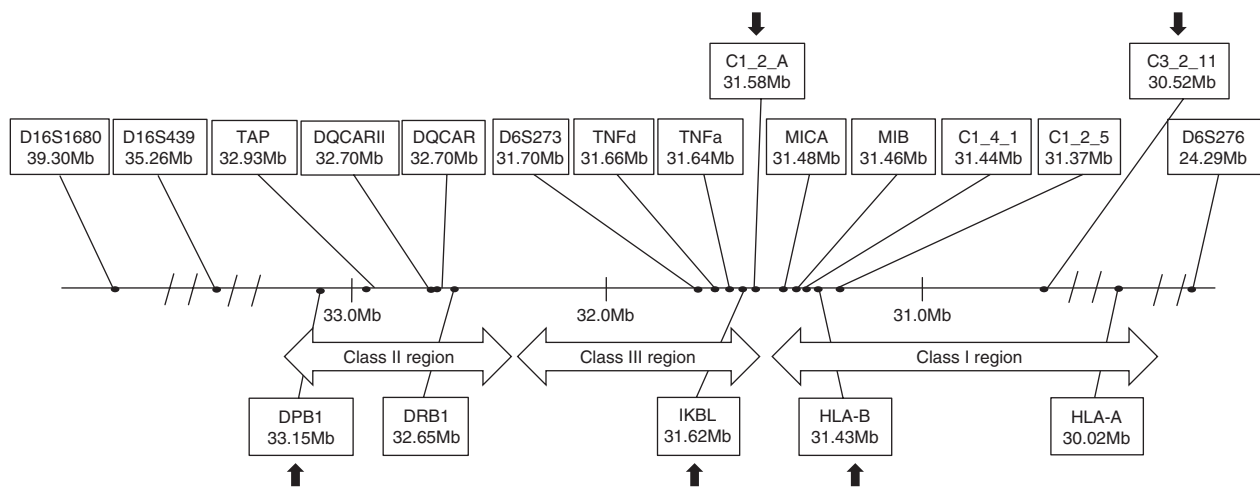 C1_2_A
31.58Mb
C3_2_11
30.52Mb
D16S1680
39.30Mb
D16S439
35.26Mb
TAP
32.93Mb
DQCARII
32.70Mb
DQCAR
32.70Mb
D6S273
31.70Mb
TNFd
31.66Mb
TNFa
31.64Mb
MICA
31.48Mb
MIB
31.46Mb
C1_4_1
31.44Mb
C1_2_5
31.37Mb
D6S276
24.29Mb
33.0Mb
32.0Mb
31.0Mb
Class II region
Class III region
Class I region
DPB1
33.15Mb
DRB1
32.65Mb
IKBL
31.62Mb
HLA-B
31.43Mb
HLA-A
30.02Mb